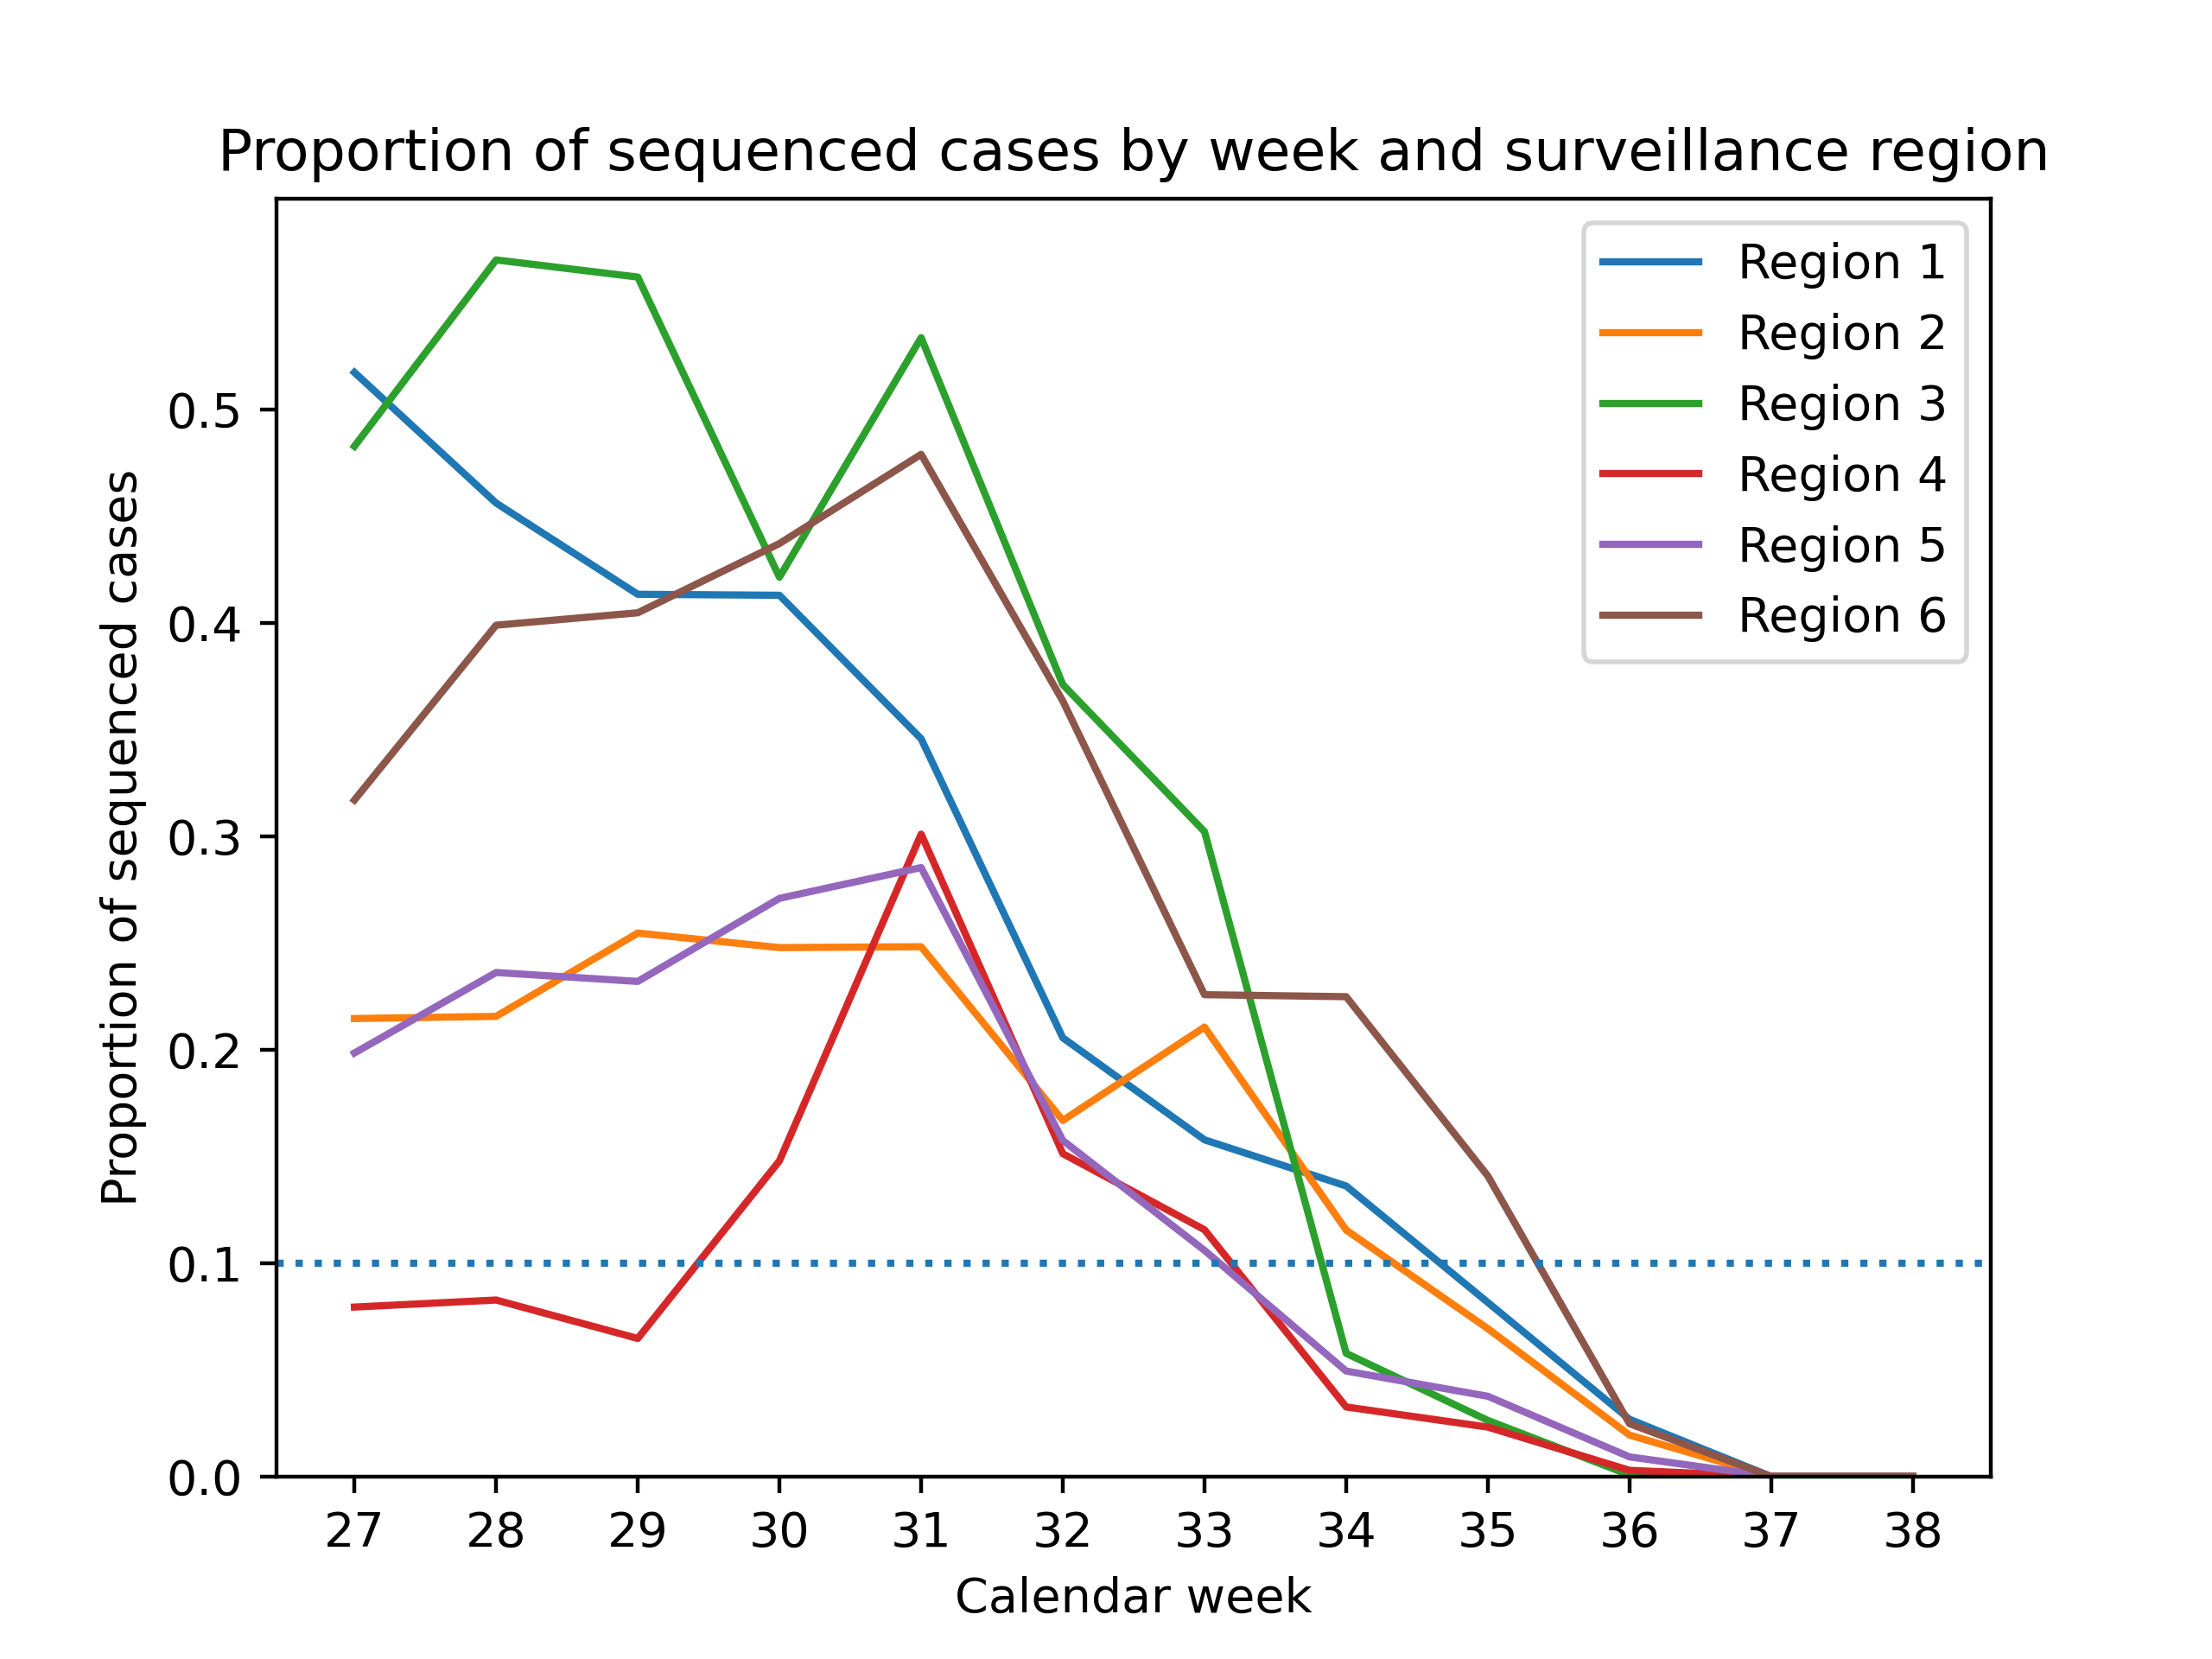 Proportion of sequenced cases by week and surveillance region
Region 1
Region 2
Region 3
Region 4
Region 5
Region 6
Proportion of sequenced cases
0.5
0.4
0.3
0.2
0.1
0.0
27 28 29 30 31 32 33 34 35 36 37 38
Calendar week